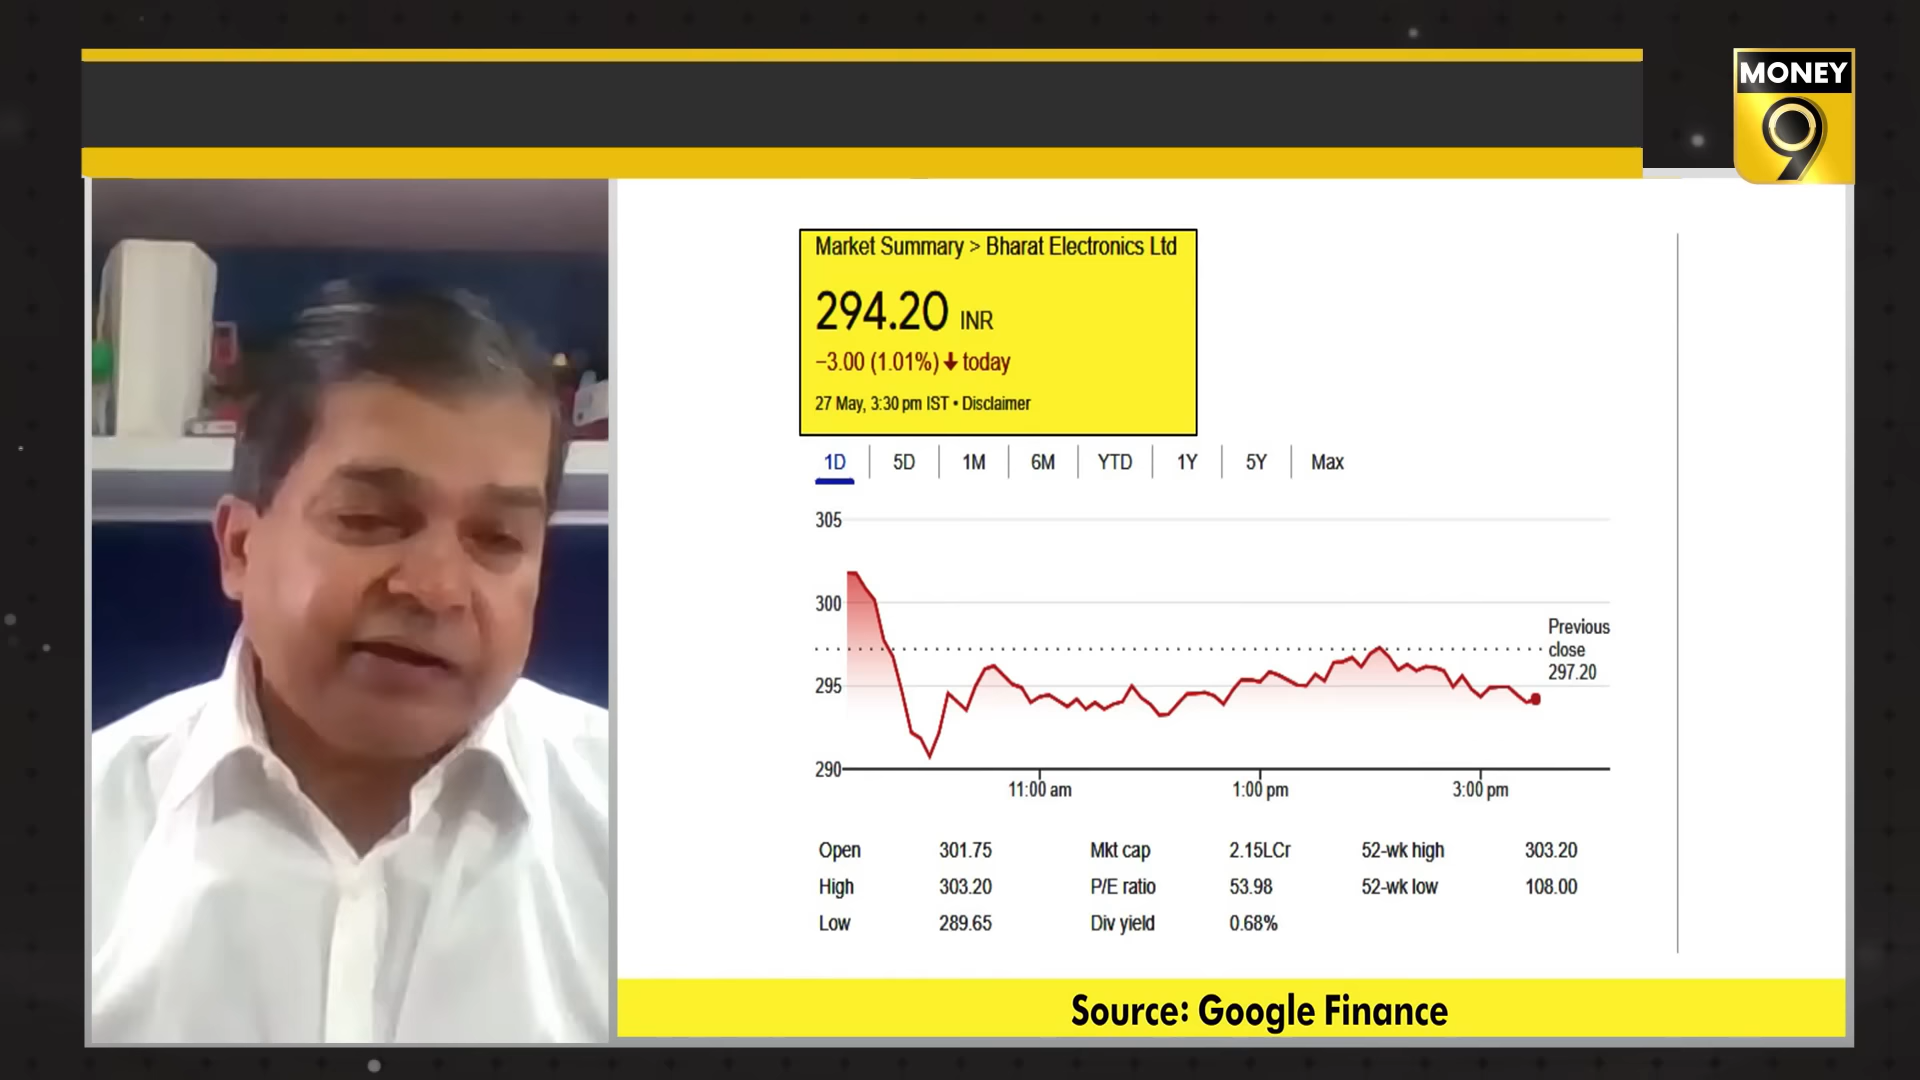 MONEY
9
Market Summary > Bharat Electronics Ltd
294.20 INR
−3.00 (1.01%) ↓ today
27 May, 3:30 pm IST • Disclaimer
1D 5D 1M 6M YTD 1Y 5Y Max
305
300
295
290
Previous
close
297.20
11:00 am 1:00 pm 3:00 pm
Open 301.75 Mkt cap 2.15LCr 52-wk high 303.20
High 303.20 P/E ratio 53.98 52-wk low 108.00
Low 289.65 Div yield 0.68%
Source: Google Finance